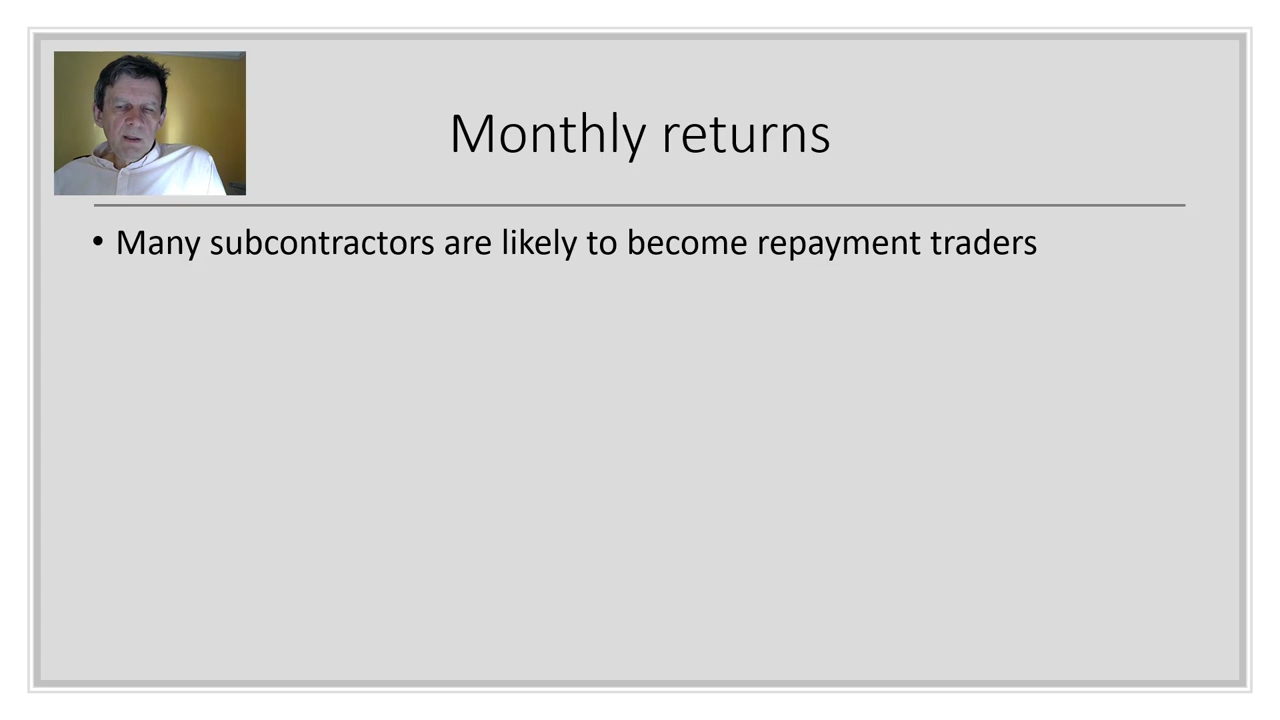 Monthly returns
• Many subcontractors are likely to become repayment traders